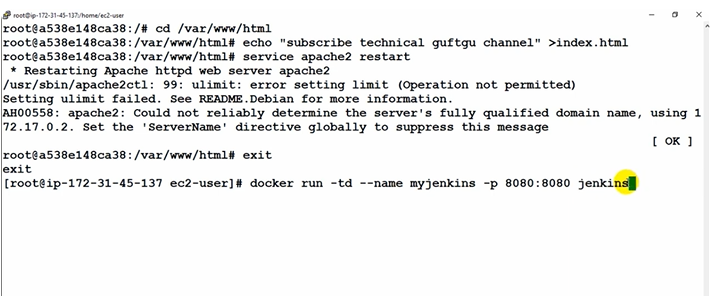 root@ip-172-31-45-137:/home/ec2-user
root@a538e148ca38:/# cd /var/www/html
root@a538e148ca38:/var/www/html# echo "subscribe technical guftgu channel" >index.html
root@a538e148ca38:/var/www/html# service apache2 restart
 * Restarting Apache httpd web server apache2
/usr/sbin/apache2ctl: 99: ulimit: error setting limit (Operation not permitted)
Setting ulimit failed. See README.Debian for more information.
AH00558: apache2: Could not reliably determine the server's fully qualified domain name, using 1
72.17.0.2. Set the 'ServerName' directive globally to suppress this message
[ OK ]
root@a538e148ca38:/var/www/html# exit
exit
[root@ip-172-31-45-137 ec2-user]# docker run -td --name myjenkins -p 8080:8080 jenkins